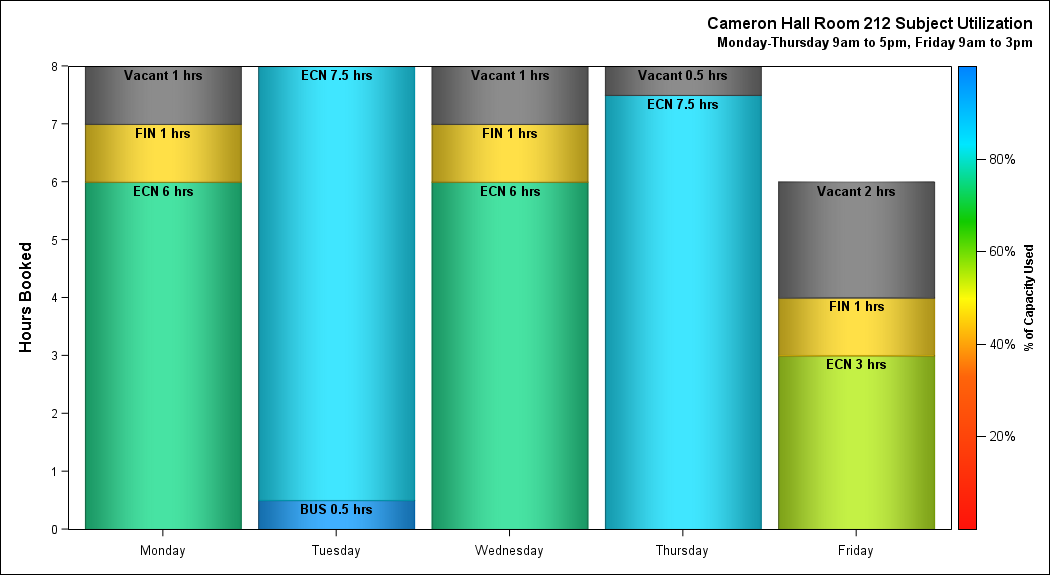 Cameron Hall Room 212 Subject Utilization
Monday-Thursday 9am to 5pm, Friday 9am to 3pm
Hours Booked
8
7
6
5
4
3
2
1
0
Vacant 1 hrs
FIN 1 hrs
ECN 6 hrs
ECN 7.5 hrs
BUS 0.5 hrs
Vacant 1 hrs
FIN 1 hrs
ECN 6 hrs
Vacant 0.5 hrs
ECN 7.5 hrs
Vacant 2 hrs
FIN 1 hrs
ECN 3 hrs
Monday
Tuesday
Wednesday
Thursday
Friday
80%
60%
40%
20%
% of Capacity Used